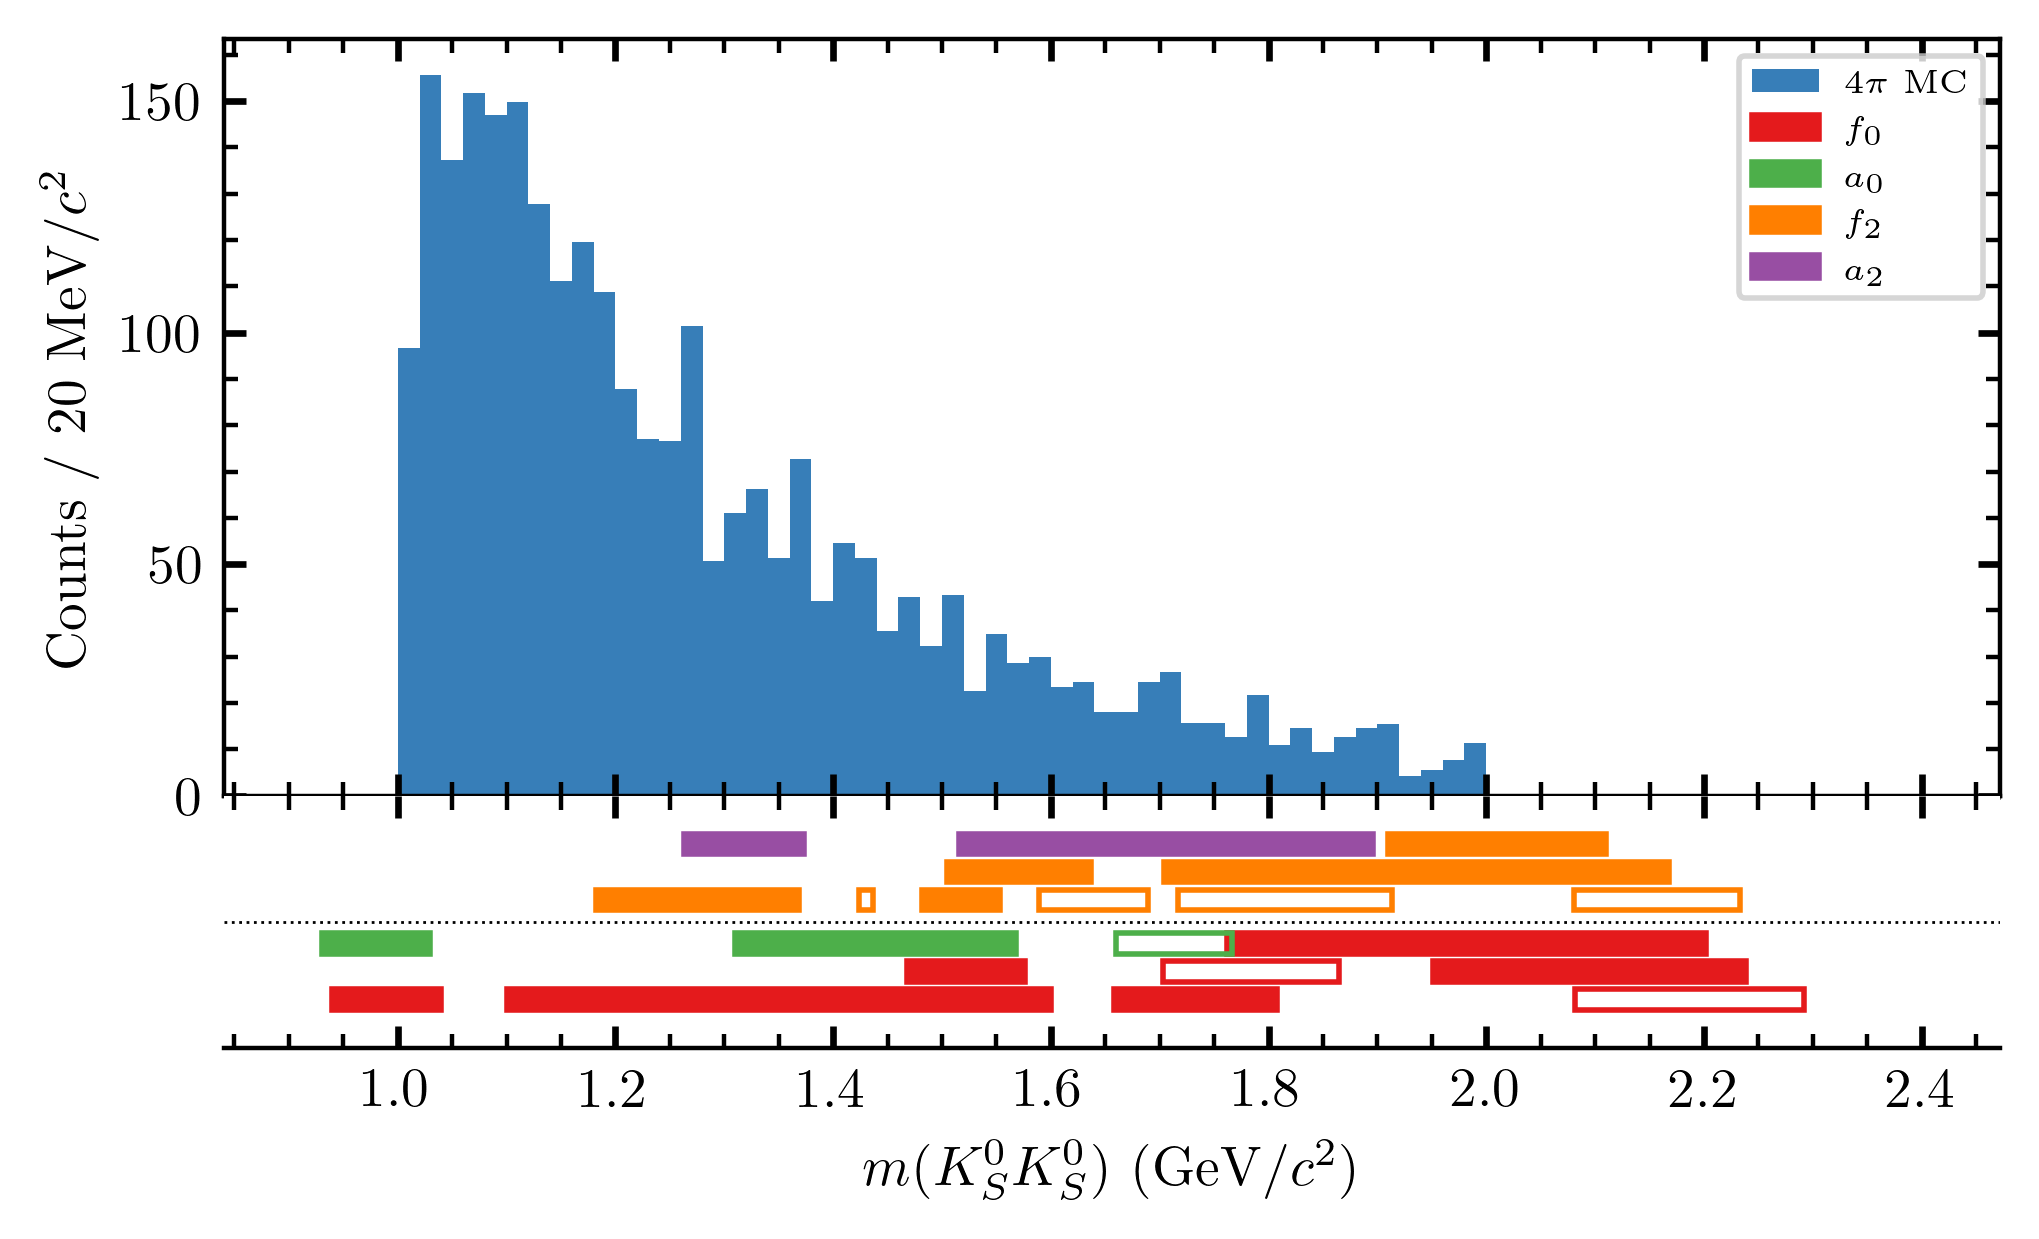 Counts / 20 MeV/c²
150
100
50
0
4π MC
f₀
a₀
f₂
a₂
1.0 1.2 1.4 1.6 1.8 2.0 2.2 2.4
m(K⁰_S K⁰_S) (GeV/c²)